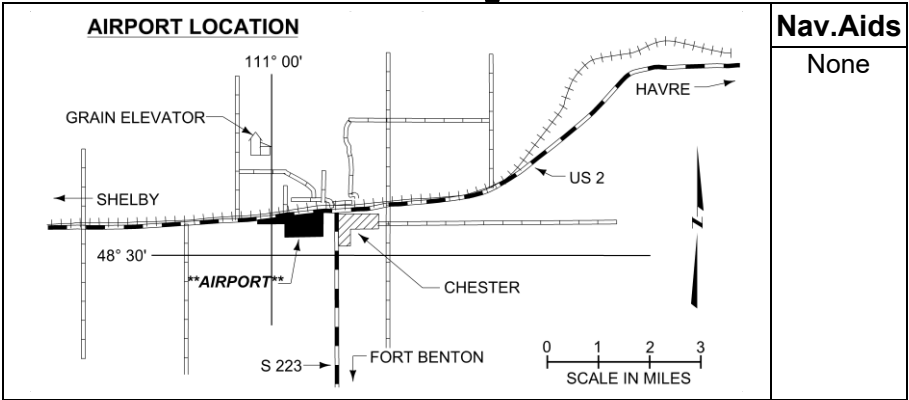 AIRPORT LOCATION
Nav.Aids
None
111° 00'
HAVRE
GRAIN ELEVATOR
US 2
SHELBY
48° 30'
**AIRPORT**
CHESTER
S 223
FORT BENTON
N
0 1 2 3
SCALE IN MILES